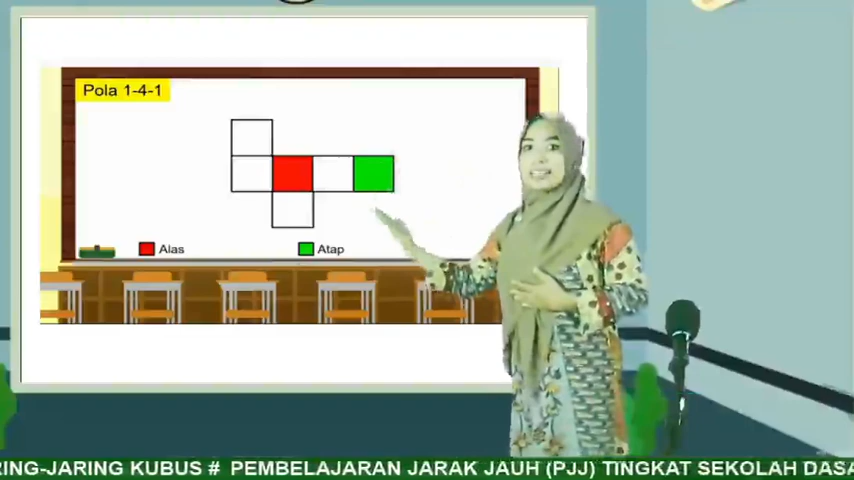 Pola 1-4-1
Alas
Atap
RING-JARING KUBUS # PEMBELAJARAN JARAK JAUH (PJJ) TINGKAT SEKOLAH DASA